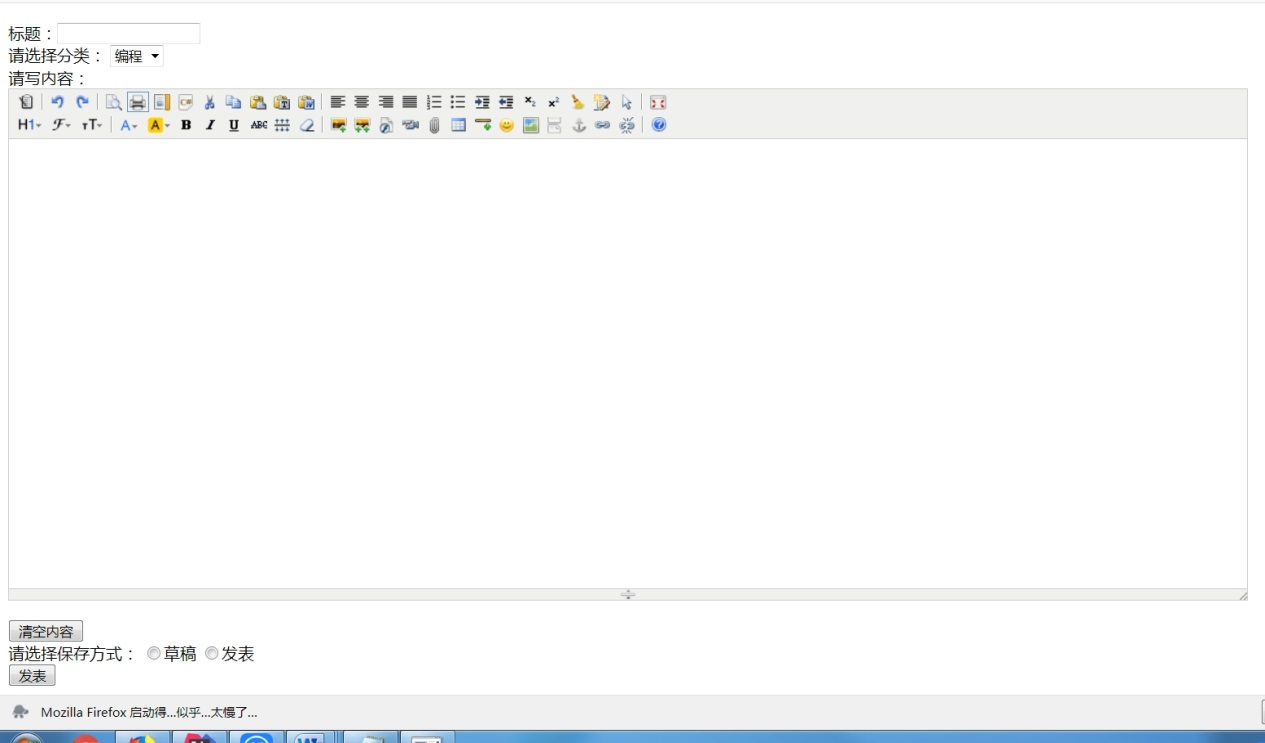 标题：
请选择分类： 编程
请写内容：
H1 F тT A A B I U ABC
清空内容
请选择保存方式： 草稿 发表
发表
Mozilla Firefox 启动得...似乎...太慢了...